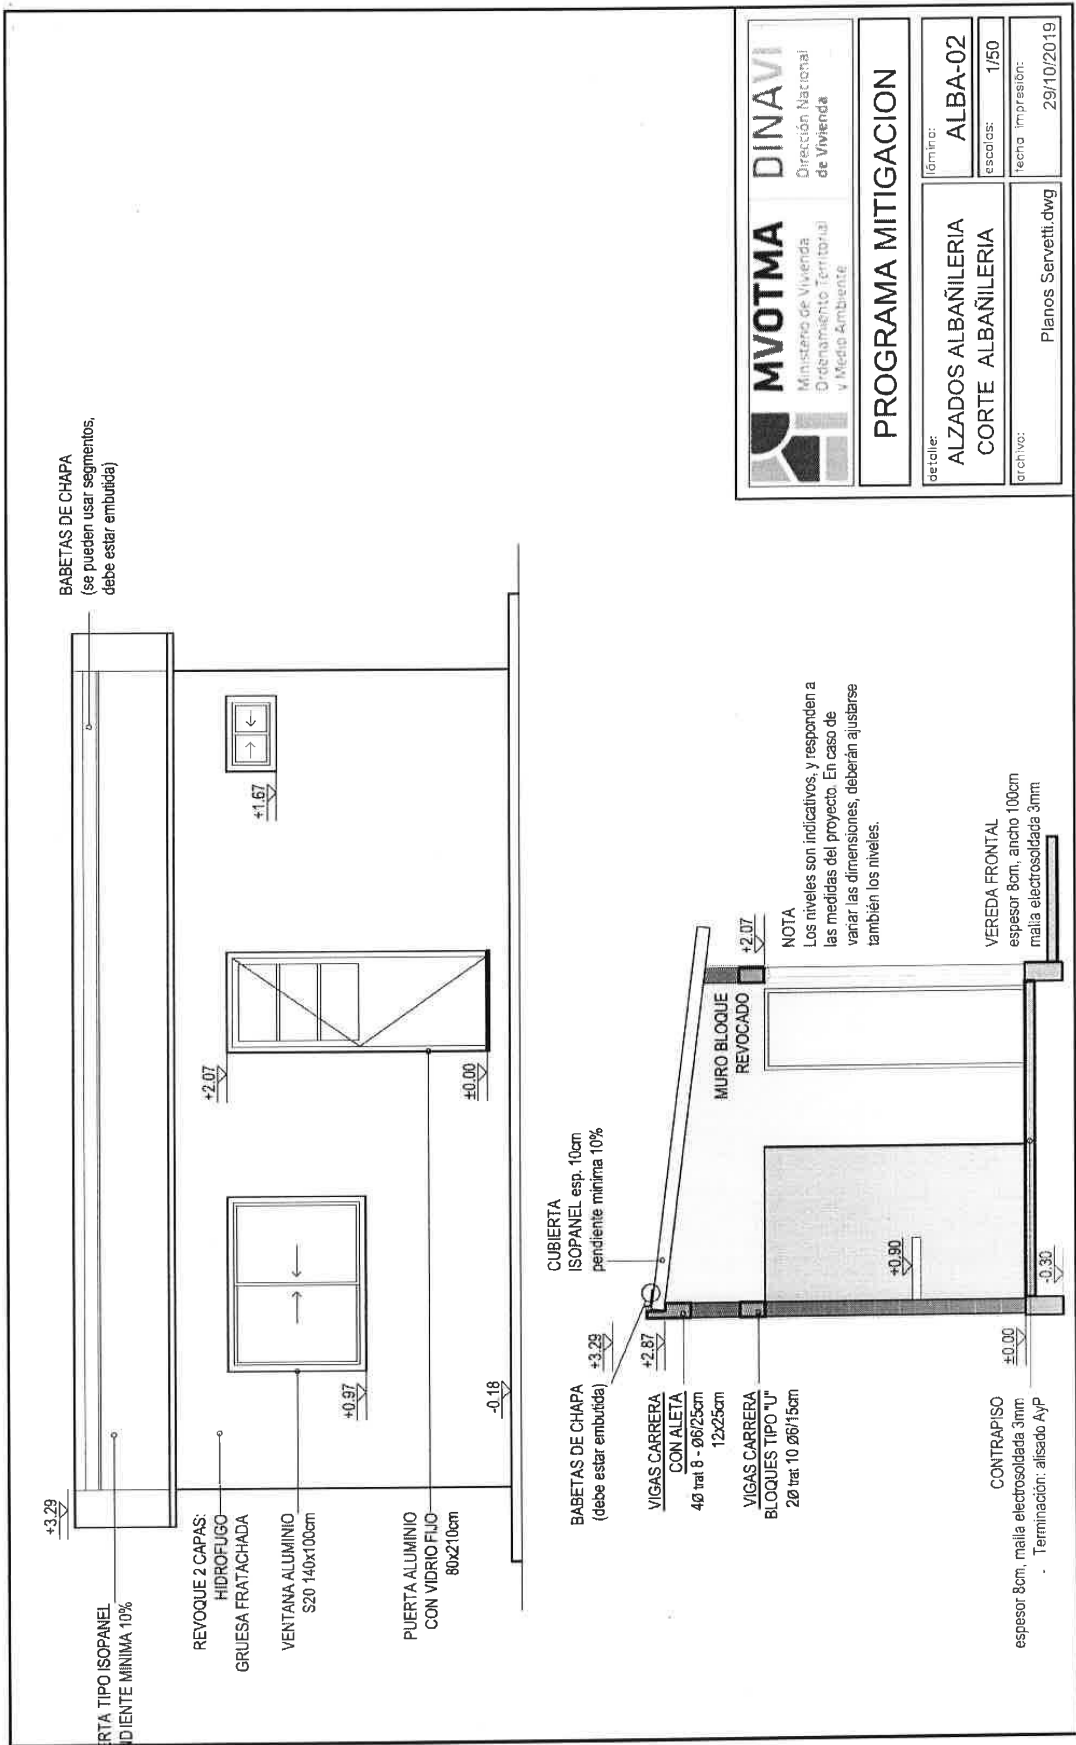 +3.29
BABETAS DE CHAPA
(se pueden usar segmentos,
debe estar embutida)
RTA TIPO ISOPANEL
NDIENTE MINIMA 10%
REVOQUE 2 CAPAS:
HIDROFUGO
GRUESA FRATACHADA
VENTANA ALUMINIO
S20 140x100cm
PUERTA ALUMINIO
CON VIDRIO FIJO
80x210cm
+0.97
-0.18
+2.07
±0.00
+1.67
CUBIERTA
ISOPANEL esp. 10cm
pendiente minima 10%
BABETAS DE CHAPA
(debe estar embutida)
+3.29
+2.87
VIGAS CARRERA
CON ALETA
4Ø trat 8 - Ø6/25cm
12x25cm
VIGAS CARRERA
BLOQUES TIPO "U"
2Ø trat 10 Ø6/15cm
MURO BLOQUE
REVOCADO
+2.07
+0.90
±0.00
-0.30
CONTRAPISO
espesor 8cm, malla electrosoldada 3mm
- Terminación: alisado AyP
NOTA
Los niveles son indicativos, y responden a
las medidas del proyecto. En caso de
variar las dimensiones, deberán ajustarse
también los niveles.
VEREDA FRONTAL
espesor 8cm, ancho 100cm
malla electrosoldada 3mm
MVOTMA
Ministerio de Vivienda
Ordenamiento Territorial
y Medio Ambiente
DINAVI
Dirección Nacional
de Vivienda
PROGRAMA MITIGACION
detalle:
ALZADOS ALBAÑILERIA
CORTE ALBAÑILERIA
lámina:
ALBA-02
escalas:
1/50
archivo:
Planos Servetti.dwg
fecha impresión:
29/10/2019